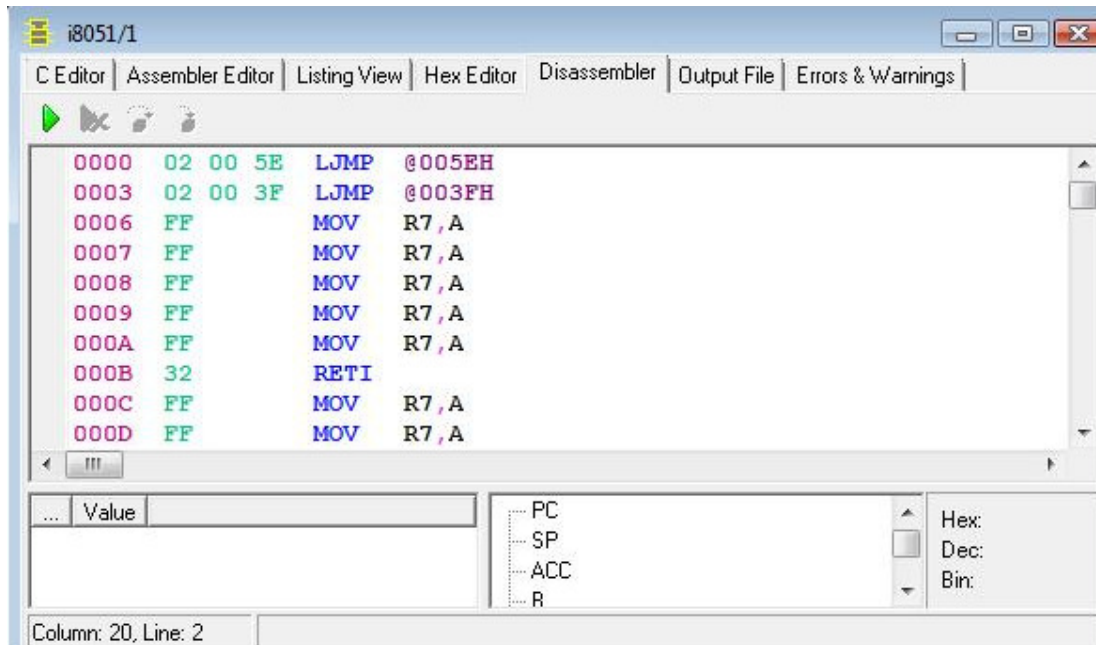 i8051/1
C Editor Assembler Editor Listing View Hex Editor Disassembler Output File Errors & Warnings
0000 02 00 5E LJMP @005EH
0003 02 00 3F LJMP @003FH
0006 FF MOV R7,A
0007 FF MOV R7,A
0008 FF MOV R7,A
0009 FF MOV R7,A
000A FF MOV R7,A
000B 32 RETI
000C FF MOV R7,A
000D FF MOV R7,A
... Value
PC
SP
ACC
Hex:
Dec:
Bin:
Column: 20, Line: 2